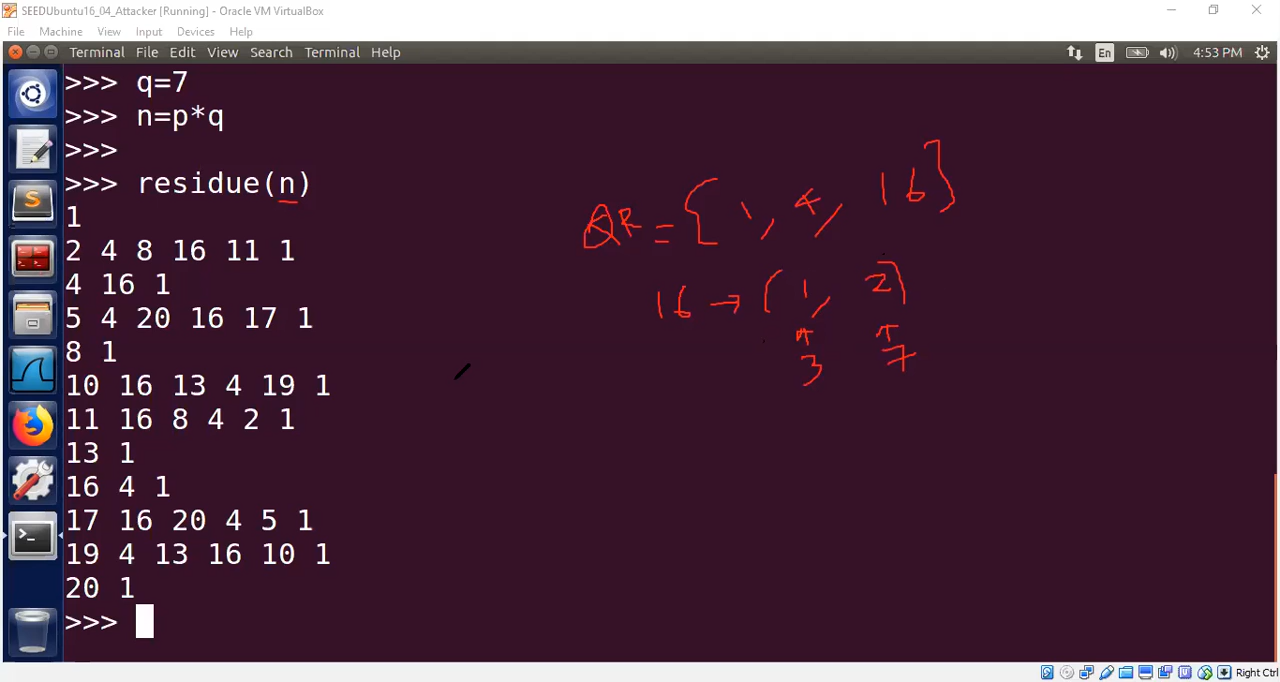 SEEDUbuntu16_04_Attacker [Running] - Oracle VM VirtualBox
File Machine View Input Devices Help
Terminal File Edit View Search Terminal Help En 4:53 PM
>>> q=7
>>> n=p*q
>>>
>>> residue(n)
1
2 4 8 16 11 1
4 16 1
5 4 20 16 17 1
8 1
10 16 13 4 19 1
11 16 8 4 2 1
13 1
16 4 1
17 16 20 4 5 1
19 4 13 16 10 1
20 1
>>>
QR = {1, 4, 16}
16 → (1, 2)
↑ ↑
3 7
Right Ctrl